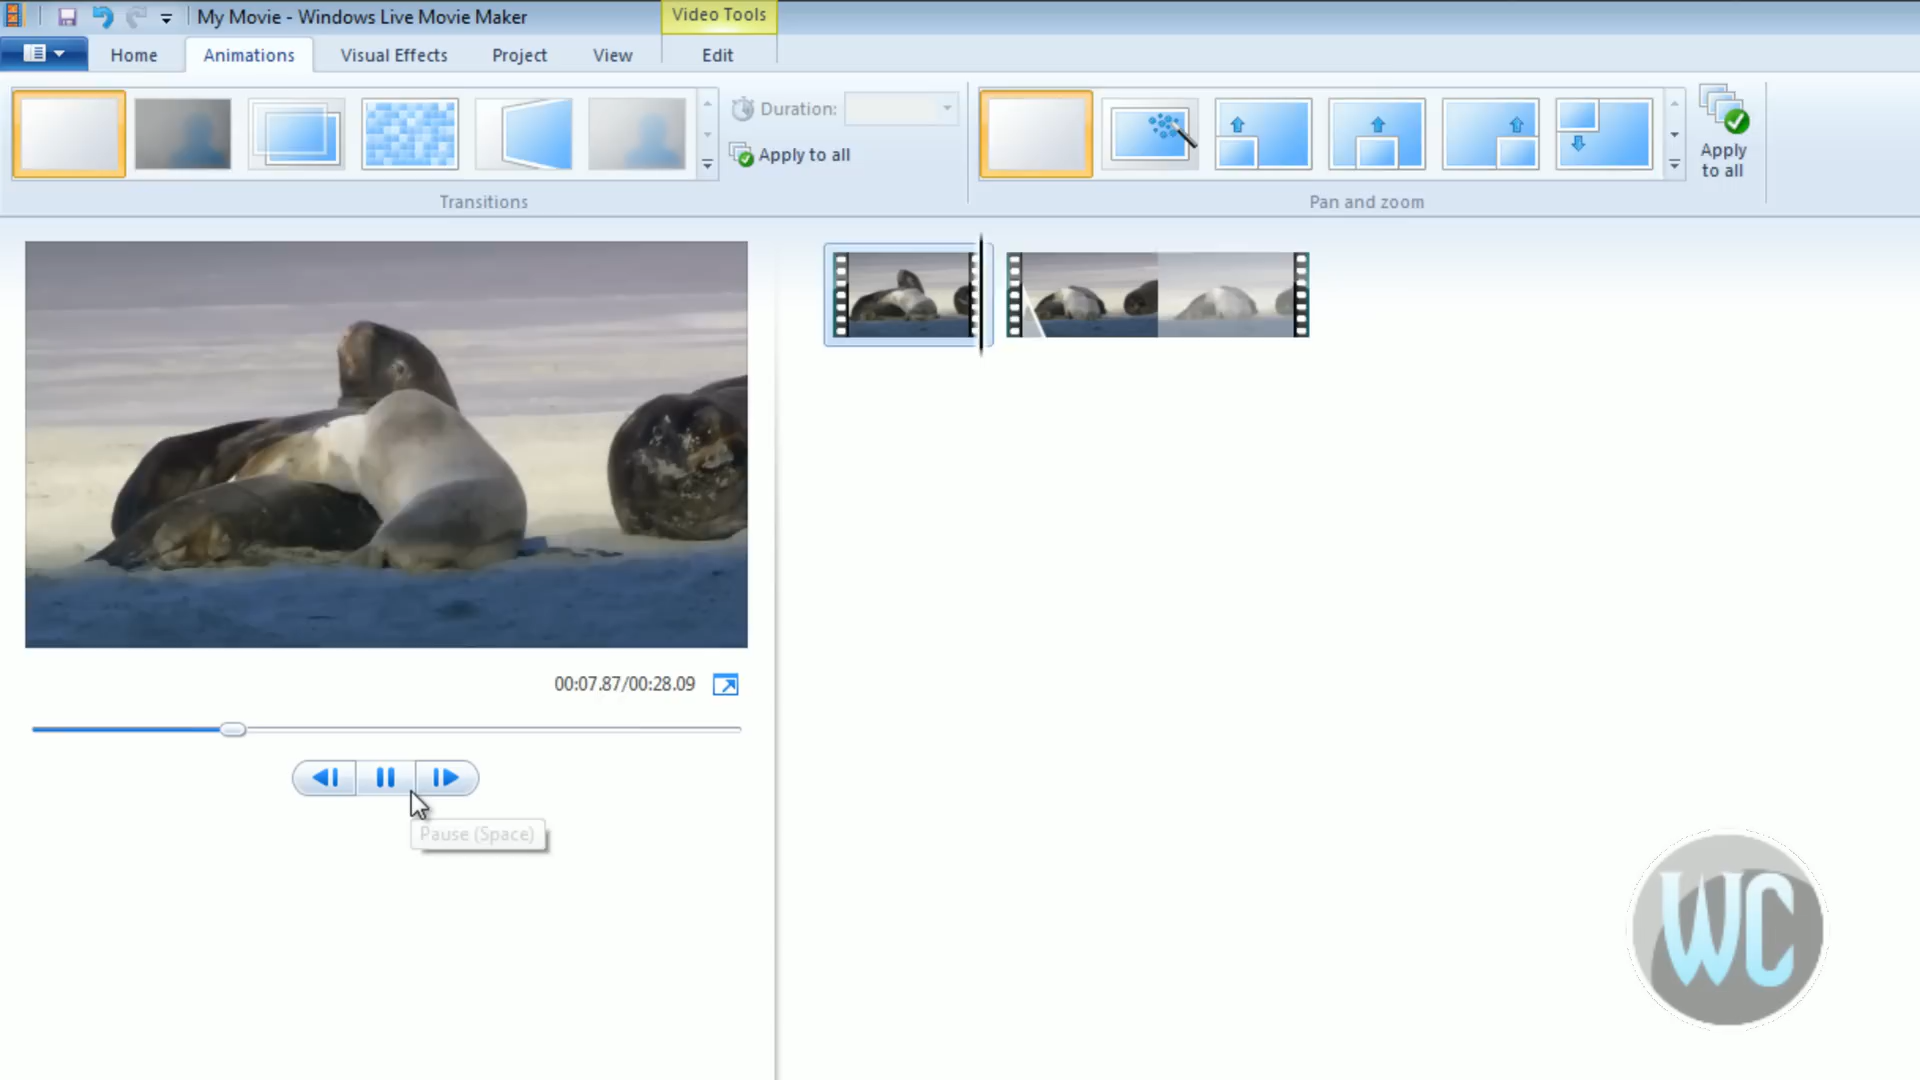 My Movie - Windows Live Movie Maker
Video Tools
Home
Animations
Visual Effects
Project
View
Edit
Duration:
Apply to all
Transitions
Pan and zoom
Apply
to all
00:07.87/00:28.09
Pause (Space)
WC